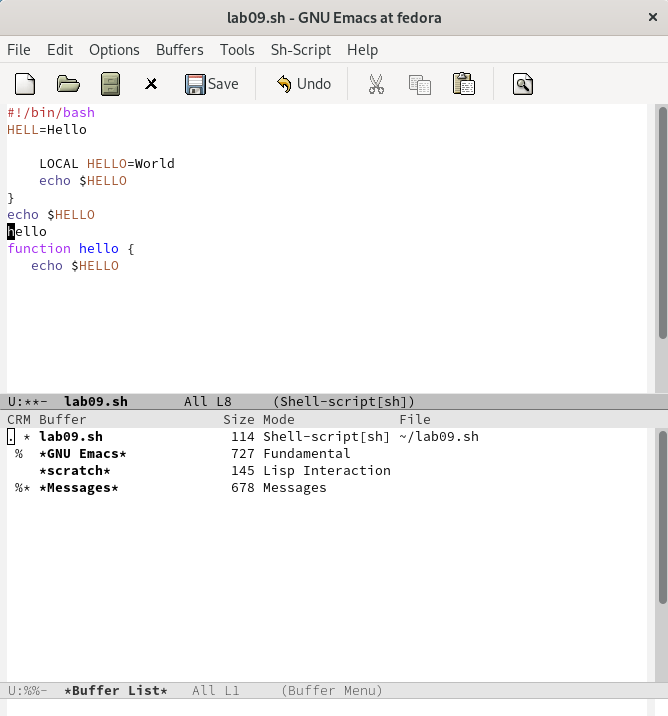 lab09.sh - GNU Emacs at fedora ×
File Edit Options Buffers Tools Sh-Script Help
Save Undo
#!/bin/bash
HELL=Hello
    LOCAL HELLO=World
    echo $HELLO
}
echo $HELLO
hello
function hello {
   echo $HELLO
U:**-  lab09.sh       All L8     (Shell-script[sh])
CRM Buffer                 Size Mode             File
. * lab09.sh                114 Shell-script[sh] ~/lab09.sh
 %  *GNU Emacs*             727 Fundamental
    *scratch*               145 Lisp Interaction
 %* *Messages*              678 Messages
U:%%-  *Buffer List*   All L1     (Buffer Menu)